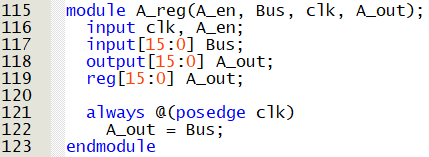 115 module A_reg(A_en, Bus, clk, A_out);
116 input clk, A_en;
117 input[15:0] Bus;
118 output[15:0] A_out;
119 reg[15:0] A_out;
120
121 always @(posedge clk)
122 A_out = Bus;
123 endmodule